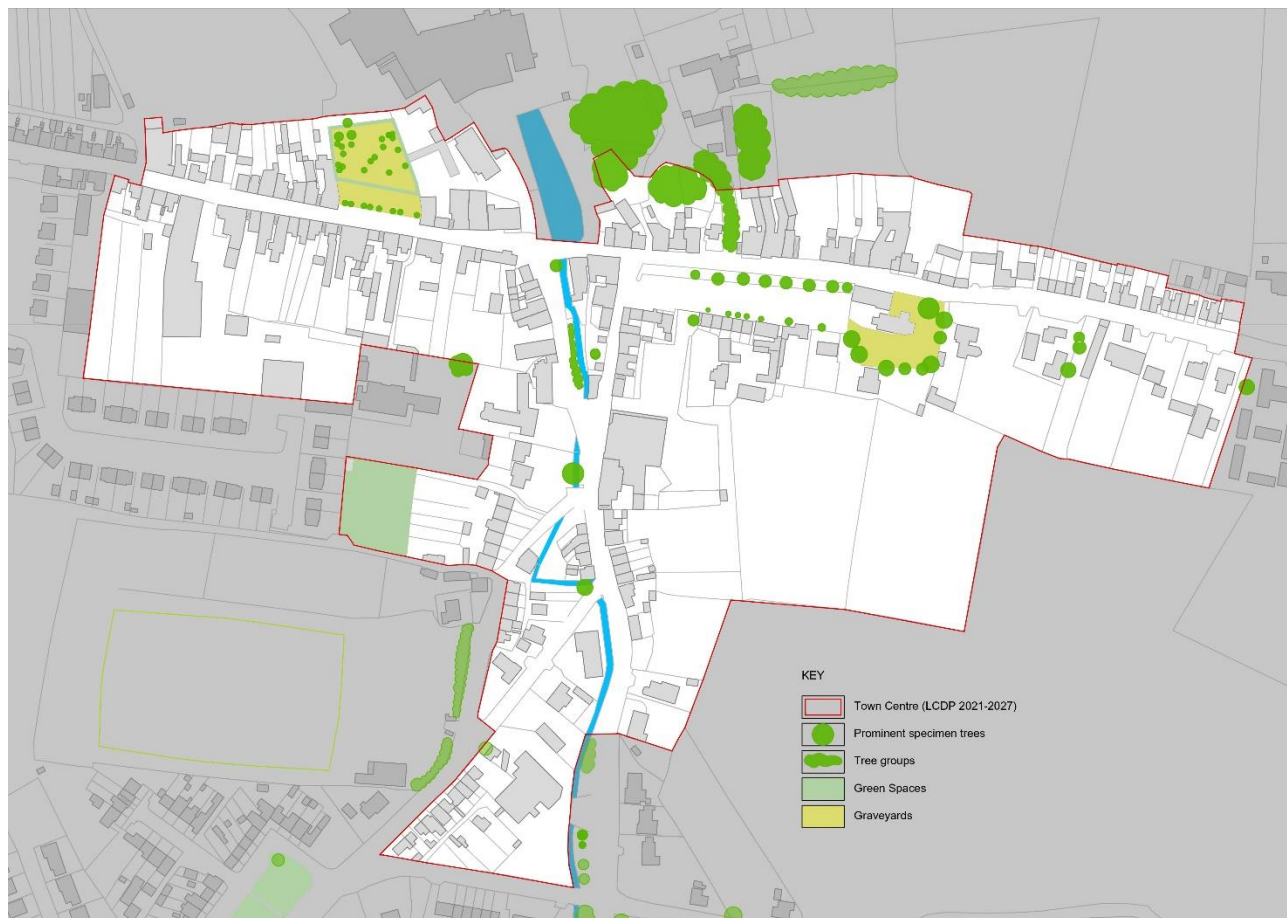 KEY
Town Centre (LCDP 2021-2027)
Prominent specimen trees
Tree groups
Green Spaces
Graveyards